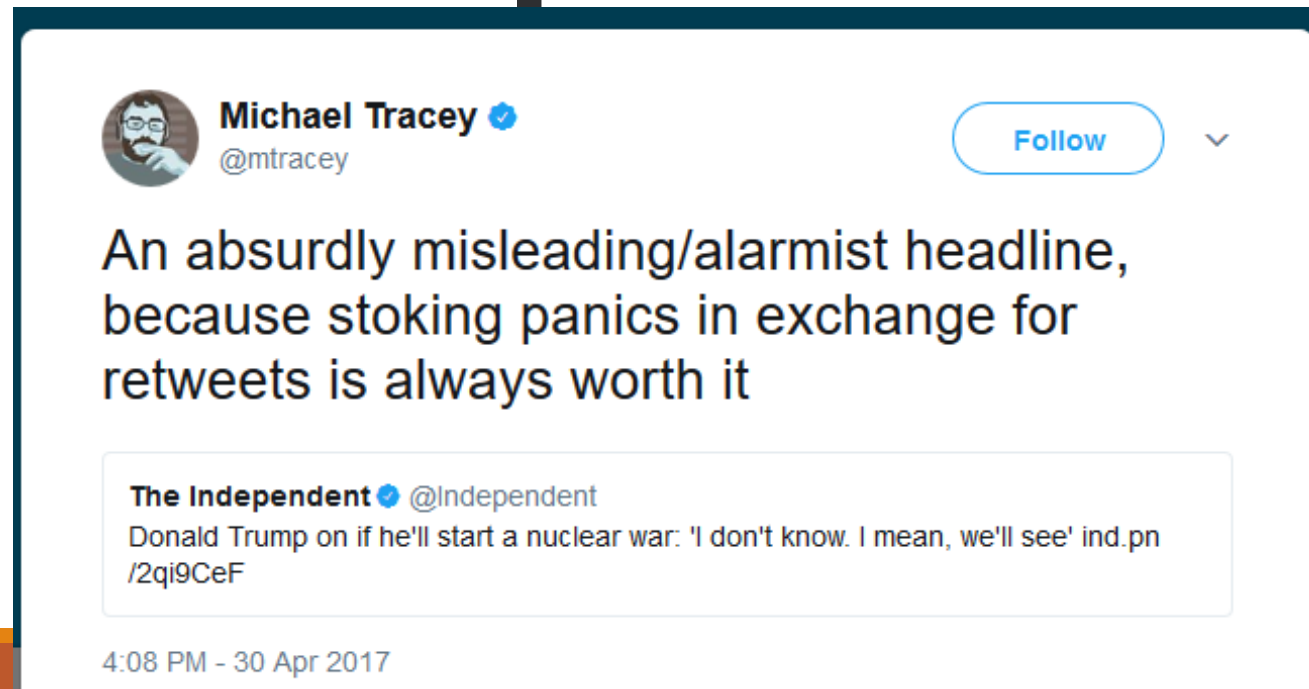 Michael Tracey
@mtracey
Follow
An absurdly misleading/alarmist headline,
because stoking panics in exchange for
retweets is always worth it
The Independent @Independent
Donald Trump on if he'll start a nuclear war: 'I don't know. I mean, we'll see' ind.pn
/2qi9CeF
4:08 PM - 30 Apr 2017